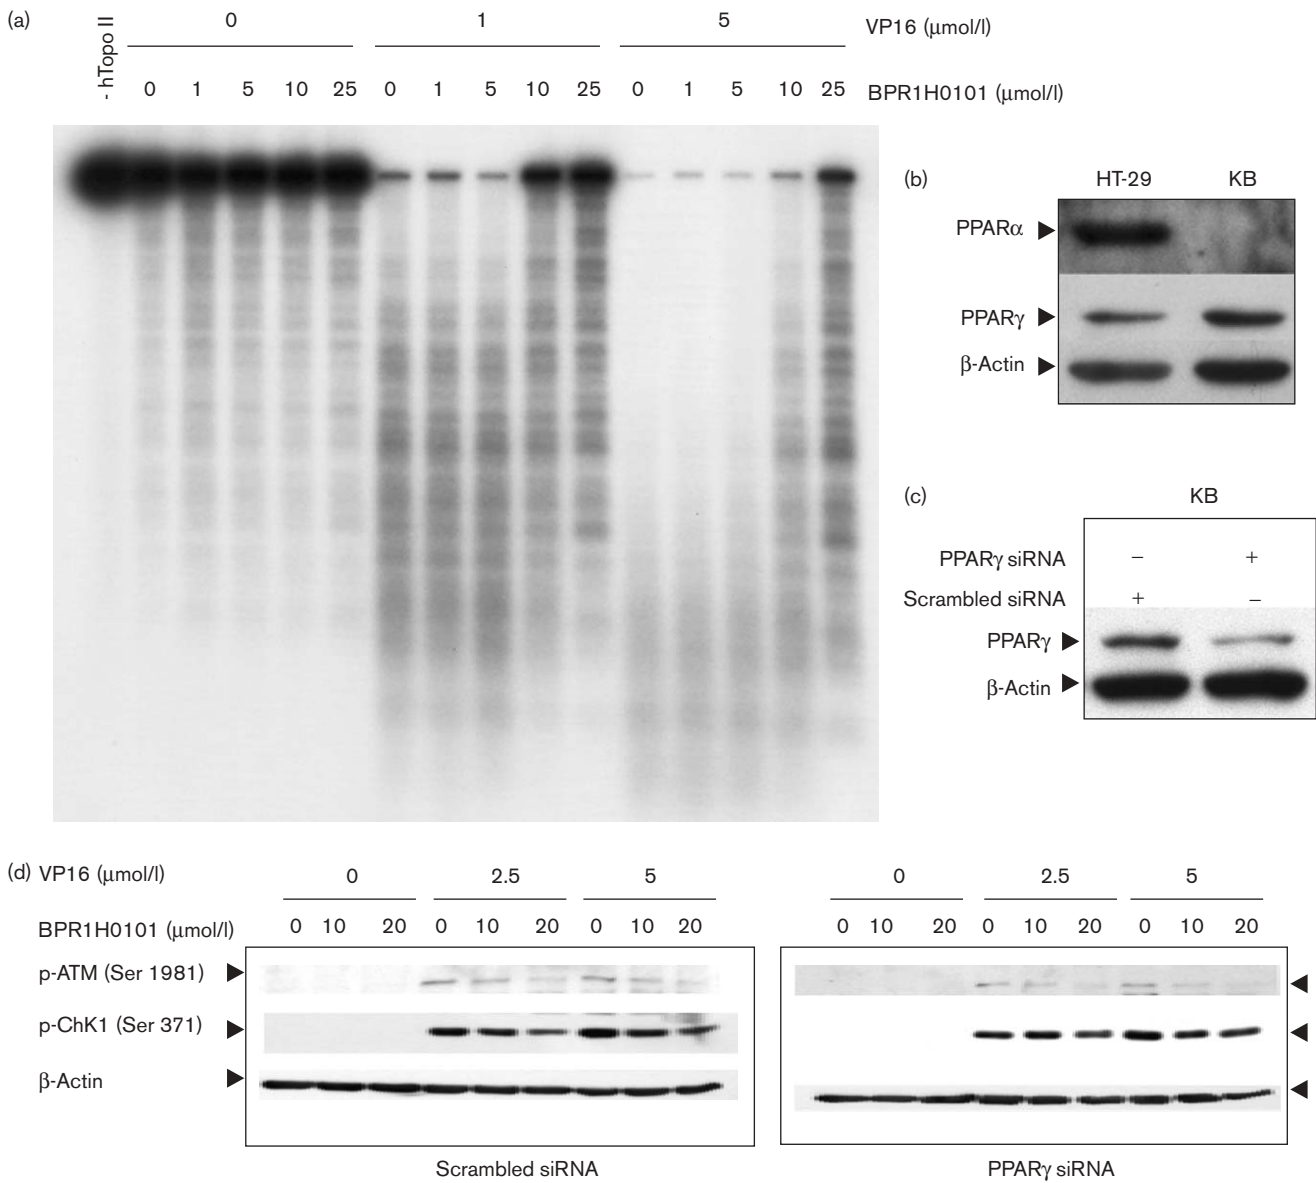 (a)
- hTopo II
0 1 5 VP16 (μmol/l)
0 1 5 10 25 0 1 5 10 25 0 1 5 10 25 BPR1H0101 (μmol/l)
(b)
HT-29 KB
PPARα
PPARγ
β-Actin
(c)
KB
PPARγ siRNA − +
Scrambled siRNA + −
PPARγ
β-Actin
(d) VP16 (μmol/l) 0 2.5 5 0 2.5 5
BPR1H0101 (μmol/l) 0 10 20 0 10 20 0 10 20 0 10 20 0 10 20 0 10 20
p-ATM (Ser 1981)
p-ChK1 (Ser 371)
β-Actin
Scrambled siRNA PPARγ siRNA